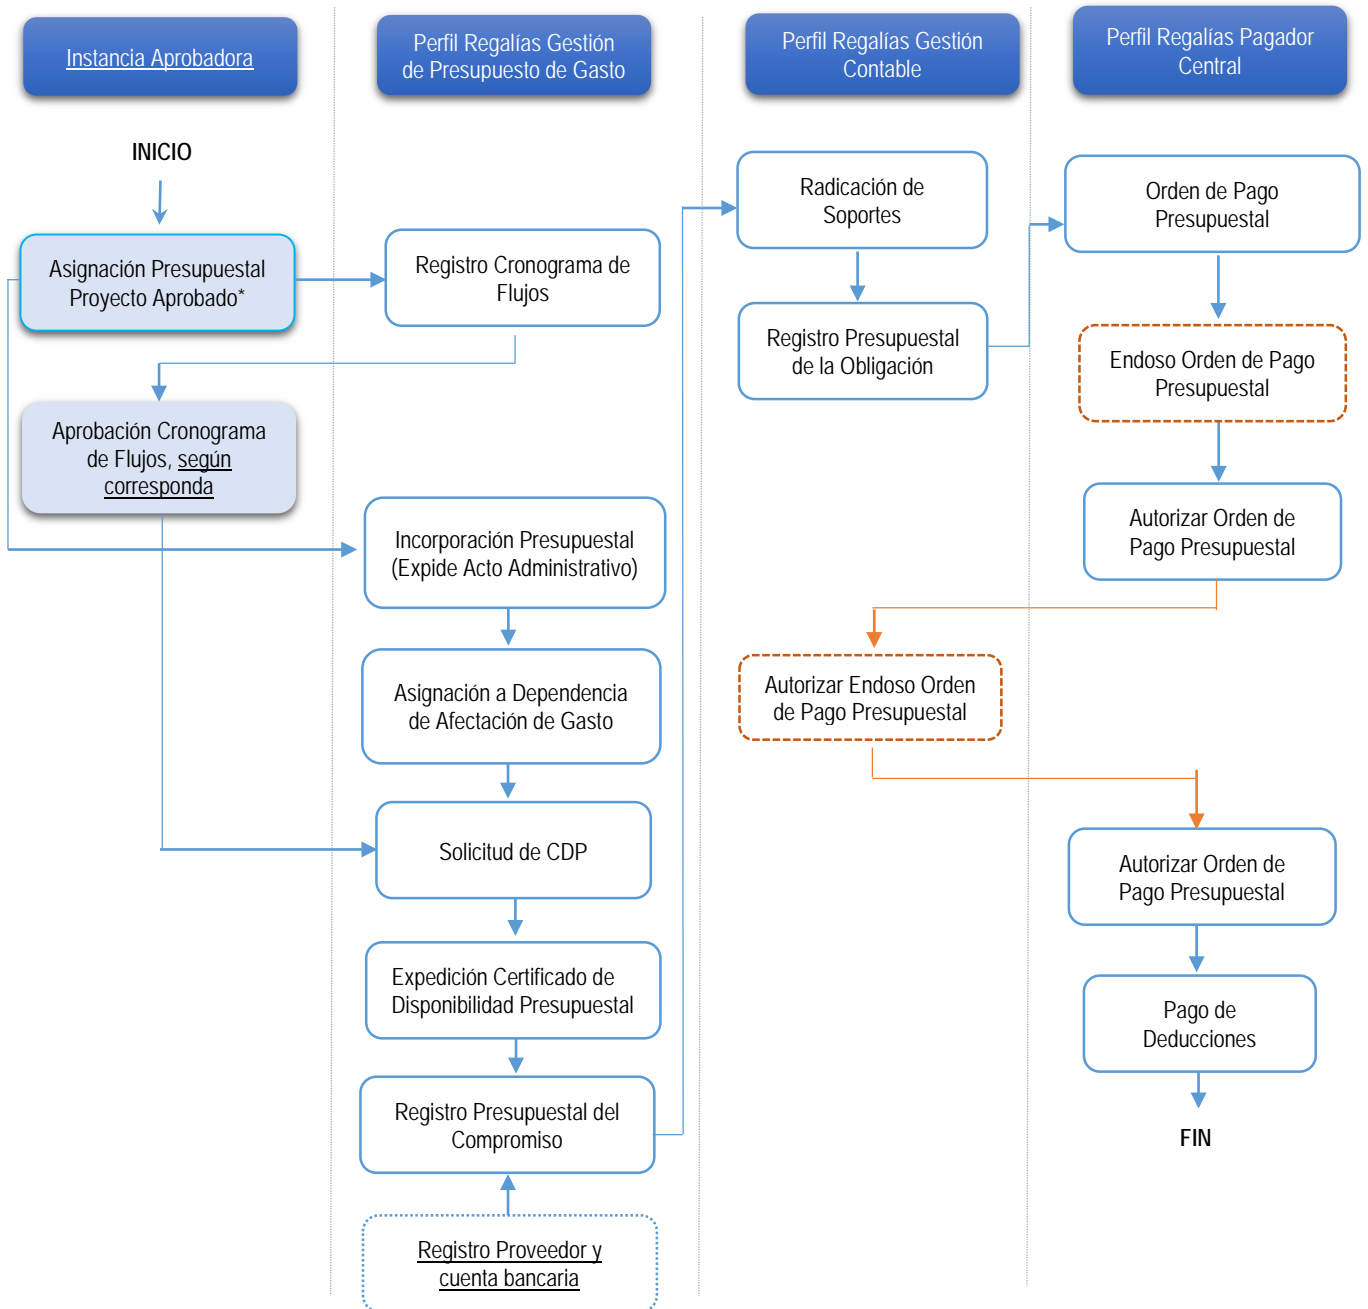 Instancia Aprobadora
Perfil Regalías Gestión
de Presupuesto de Gasto
Perfil Regalías Gestión
Contable
Perfil Regalías Pagador
Central
INICIO
Asignación Presupuestal
Proyecto Aprobado*
Aprobación Cronograma
de Flujos, según
corresponda
Registro Cronograma de
Flujos
Incorporación Presupuestal
(Expide Acto Administrativo)
Asignación a Dependencia
de Afectación de Gasto
Solicitud de CDP
Expedición Certificado de
Disponibilidad Presupuestal
Registro Presupuestal del
Compromiso
Registro Proveedor y
cuenta bancaria
Radicación de
Soportes
Registro Presupuestal
de la Obligación
Autorizar Endoso Orden
de Pago Presupuestal
Orden de Pago
Presupuestal
Endoso Orden de Pago
Presupuestal
Autorizar Orden de
Pago Presupuestal
Autorizar Orden de
Pago Presupuestal
Pago de
Deducciones
FIN